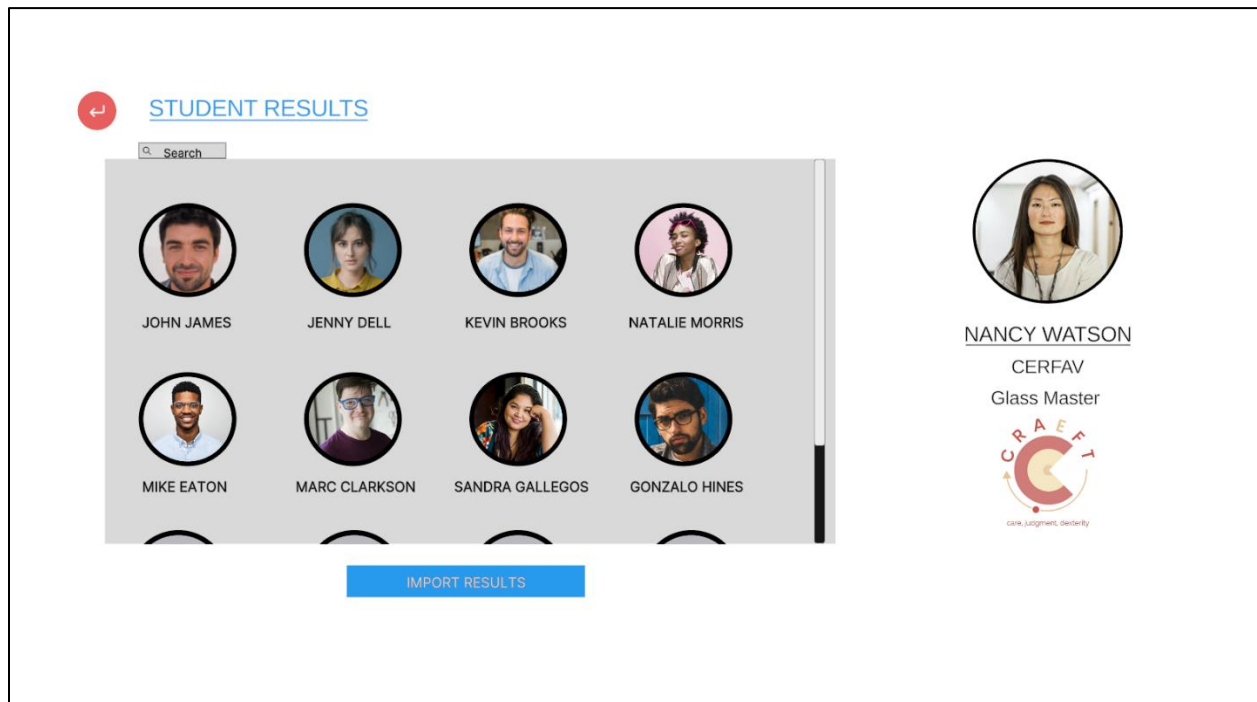 STUDENT RESULTS
Search
JOHN JAMES
JENNY DELL
KEVIN BROOKS
NATALIE MORRIS
MIKE EATON
MARC CLARKSON
SANDRA GALLEGOS
GONZALO HINES
IMPORT RESULTS
NANCY WATSON
CERFAV
Glass Master
CRAEFT
care, judgment, dexterity